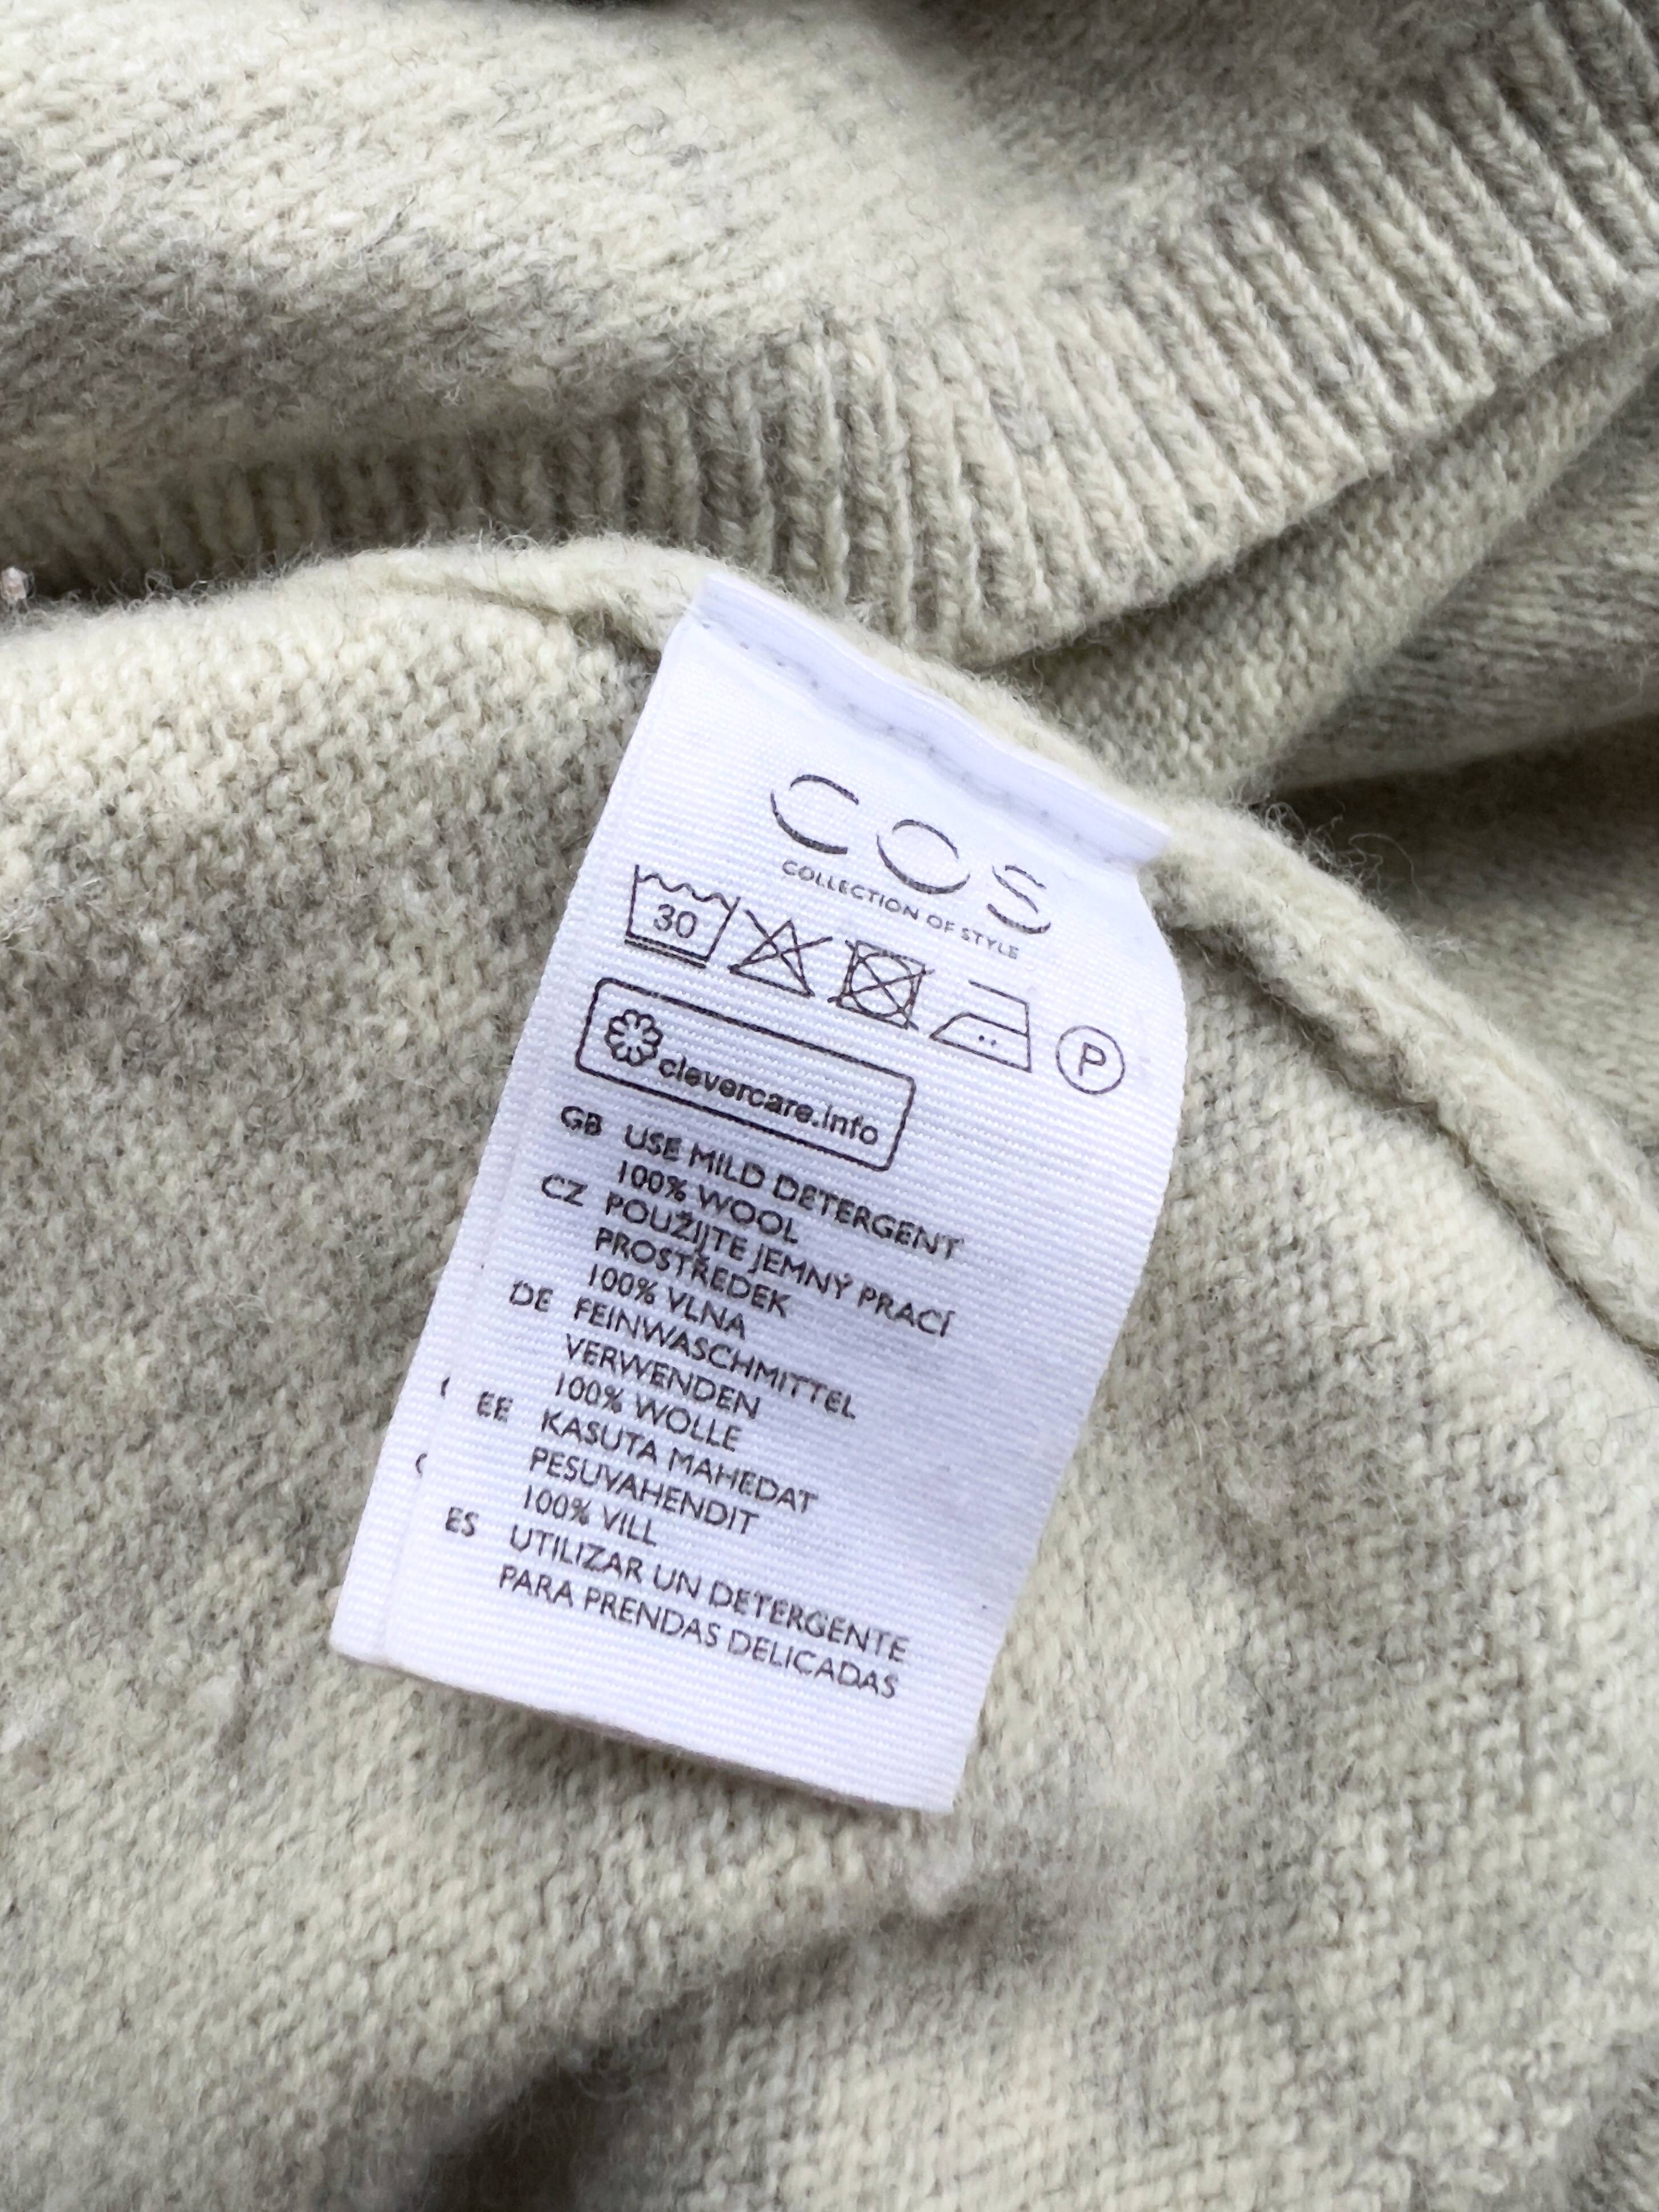 COS
COLLECTION OF STYLE
30
P
clevercare.info
GB USE MILD DETERGENT
100% WOOL
CZ POUŽIJTE JEMNÝ PRACÍ
PROSTŘEDEK
100% VLNA
DE FEINWASCHMITTEL
VERWENDEN
100% WOLLE
EE KASUTA MAHEDAT
PESUVAHENDIT
100% VILL
ES UTILIZAR UN DETERGENTE
PARA PRENDAS DELICADAS